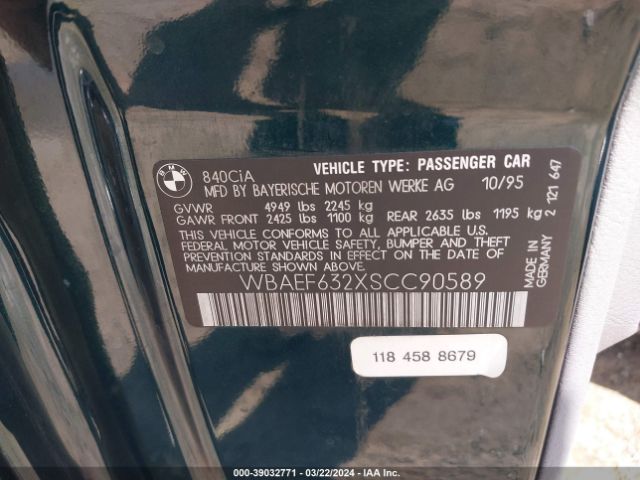 BMW
840CiA VEHICLE TYPE: PASSENGER CAR
MFD BY BAYERISCHE MOTOREN WERKE AG 10/95
GVWR 4949 lbs 2245 kg
GAWR FRONT 2425 lbs 1100 kg REAR 2635 lbs 1195 kg
THIS VEHICLE CONFORMS TO ALL APPLICABLE U.S.
FEDERAL MOTOR VEHICLE SAFETY, BUMPER AND THEFT
PREVENTION STANDARDS IN EFFECT ON THE DATE OF
MANUFACTURE SHOWN ABOVE.
WBAEF632XSCC90589
MADE IN
GERMANY
2 121 647
118 458 8679
000-39032771 - 03/22/2024 - IAA Inc.